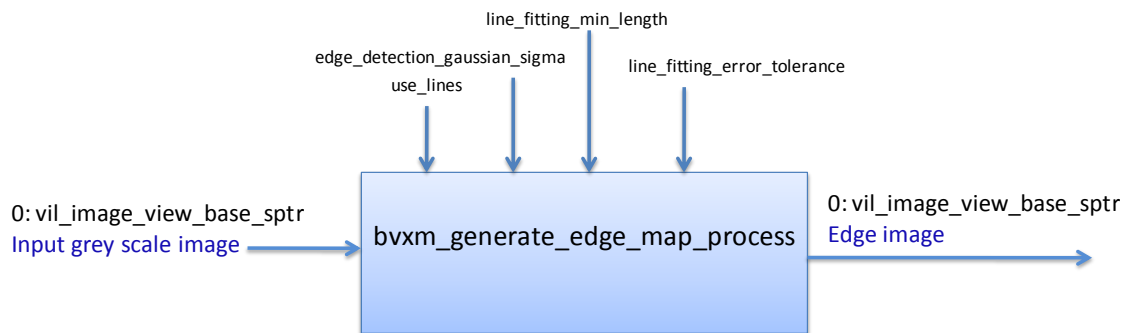 line_fitting_min_length
edge_detection_gaussian_sigma
use_lines
line_fitting_error_tolerance
0: vil_image_view_base_sptr
Input grey scale image
bvxm_generate_edge_map_process
0: vil_image_view_base_sptr
Edge image